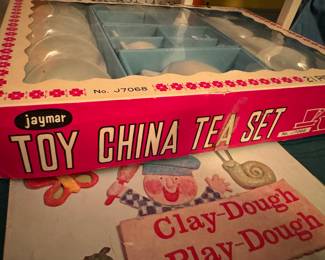 No. J7068
jaymar
TOY CHINA TEA SET
Clay-Dough
Play-Dough